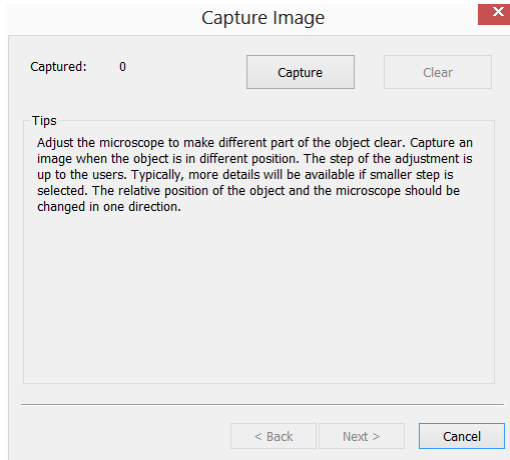 Capture Image
Captured: 0 Capture Clear
Tips
Adjust the microscope to make different part of the object clear. Capture an
image when the object is in different position. The step of the adjustment is
up to the users. Typically, more details will be available if smaller step is
selected. The relative position of the object and the microscope should be
changed in one direction.
< Back Next > Cancel